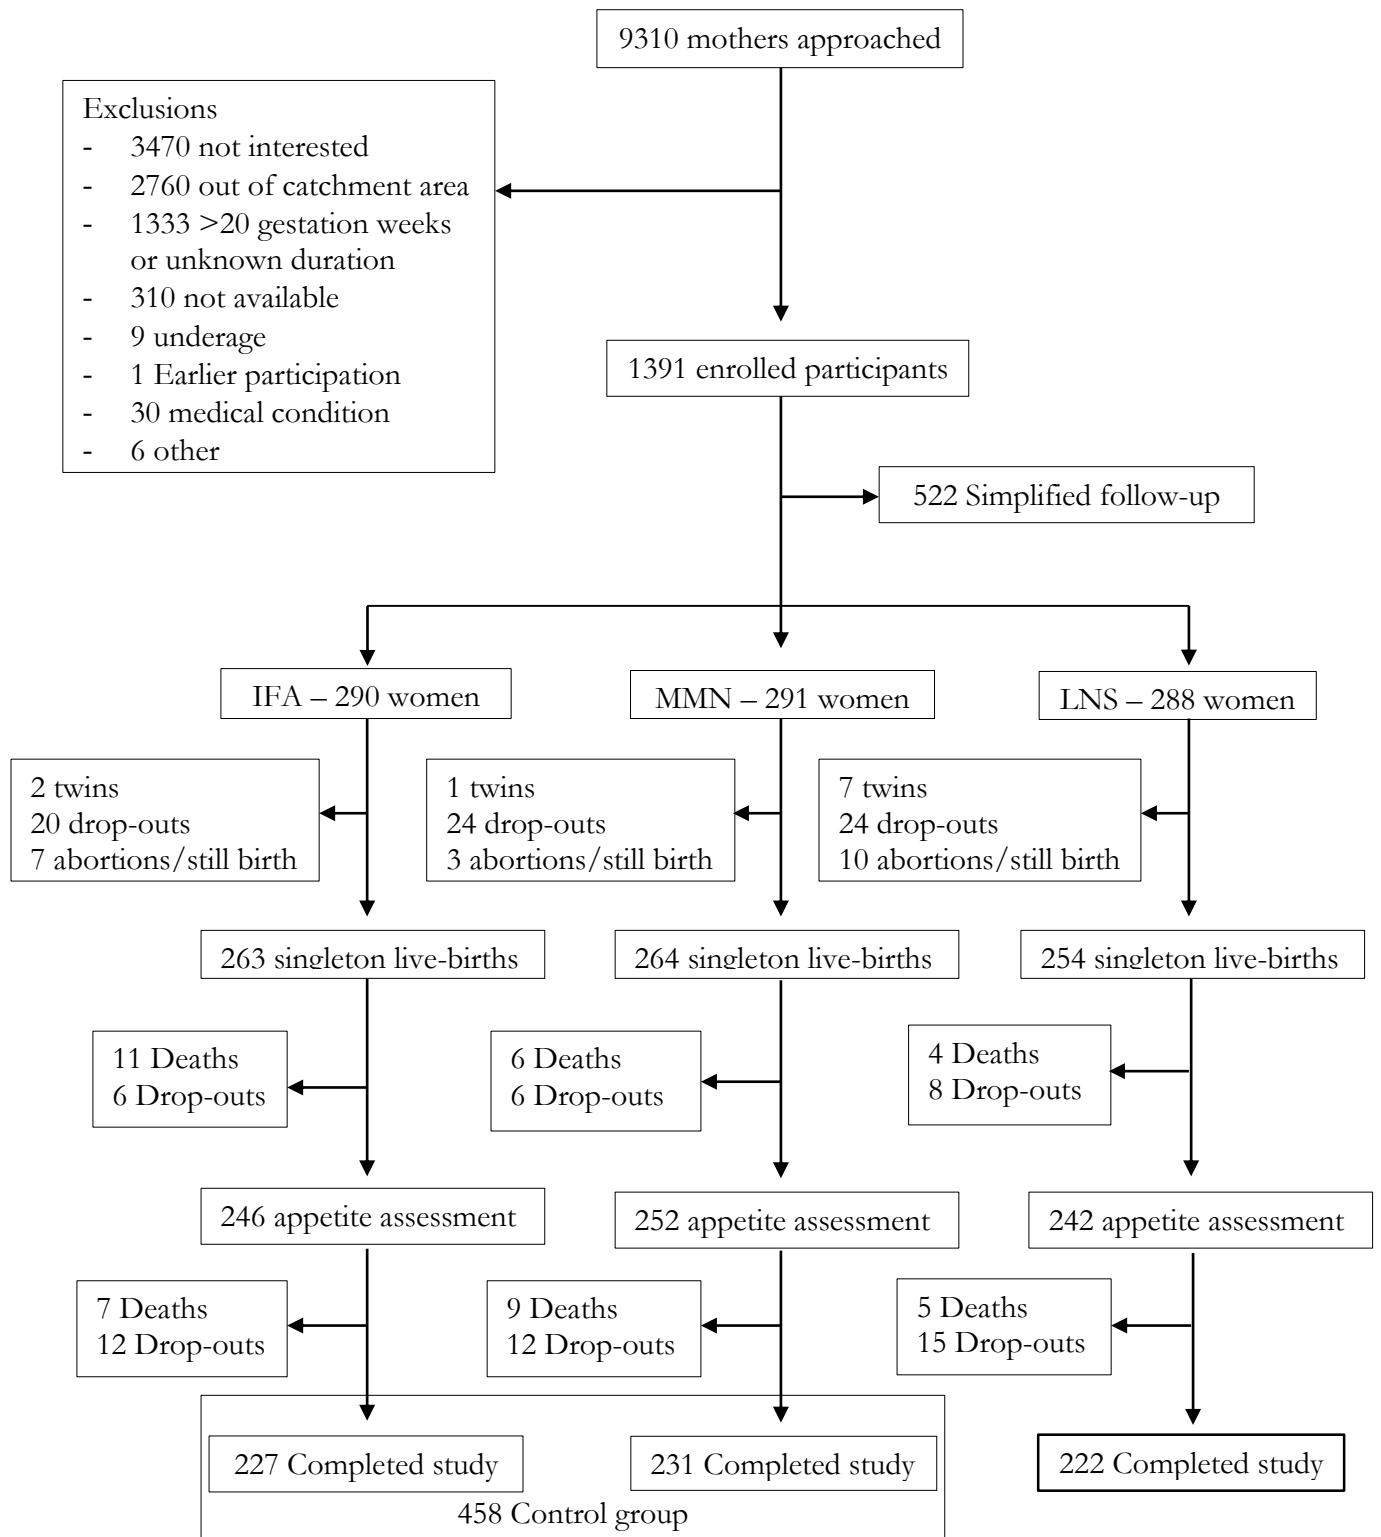 9310 mothers approached
Exclusions
- 3470 not interested
- 2760 out of catchment area
- 1333 >20 gestation weeks
or unknown duration
- 310 not available
- 9 underage
- 1 Earlier participation
- 30 medical condition
- 6 other
1391 enrolled participants
522 Simplified follow-up
IFA – 290 women
MMN – 291 women
LNS – 288 women
2 twins
20 drop-outs
7 abortions/still birth
1 twins
24 drop-outs
3 abortions/still birth
7 twins
24 drop-outs
10 abortions/still birth
263 singleton live-births
264 singleton live-births
254 singleton live-births
11 Deaths
6 Drop-outs
6 Deaths
6 Drop-outs
4 Deaths
8 Drop-outs
246 appetite assessment
252 appetite assessment
242 appetite assessment
7 Deaths
12 Drop-outs
9 Deaths
12 Drop-outs
5 Deaths
15 Drop-outs
227 Completed study
231 Completed study
222 Completed study
458 Control group